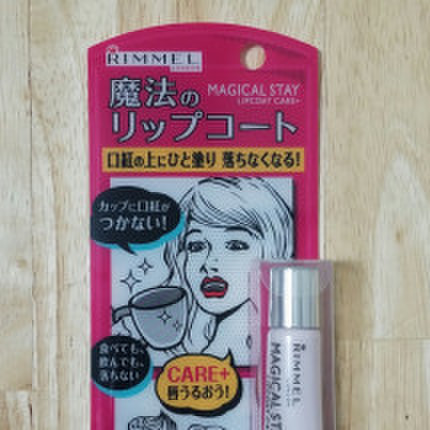 RIMMEL
LONDON
魔法の
MAGICAL STAY
LIPCOAT CARE+
リップコート
口紅の上にひと塗り 落ちなくなる!
カップに口紅が
つかない!
食べても、
飲んでも、
落ちない
CARE+
唇うるおう!
RIMMEL
LONDON
MAGICAL ST